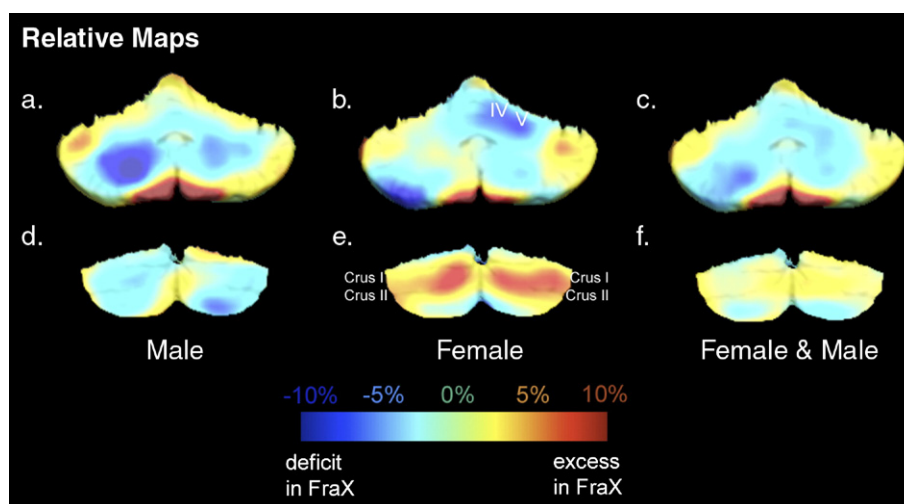 Relative Maps
a. b. c.
IV V
d. e. f.
Crus I Crus I
Crus II Crus II
Male Female Female & Male
-10% -5% 0% 5% 10%
deficit excess
in FraX in FraX